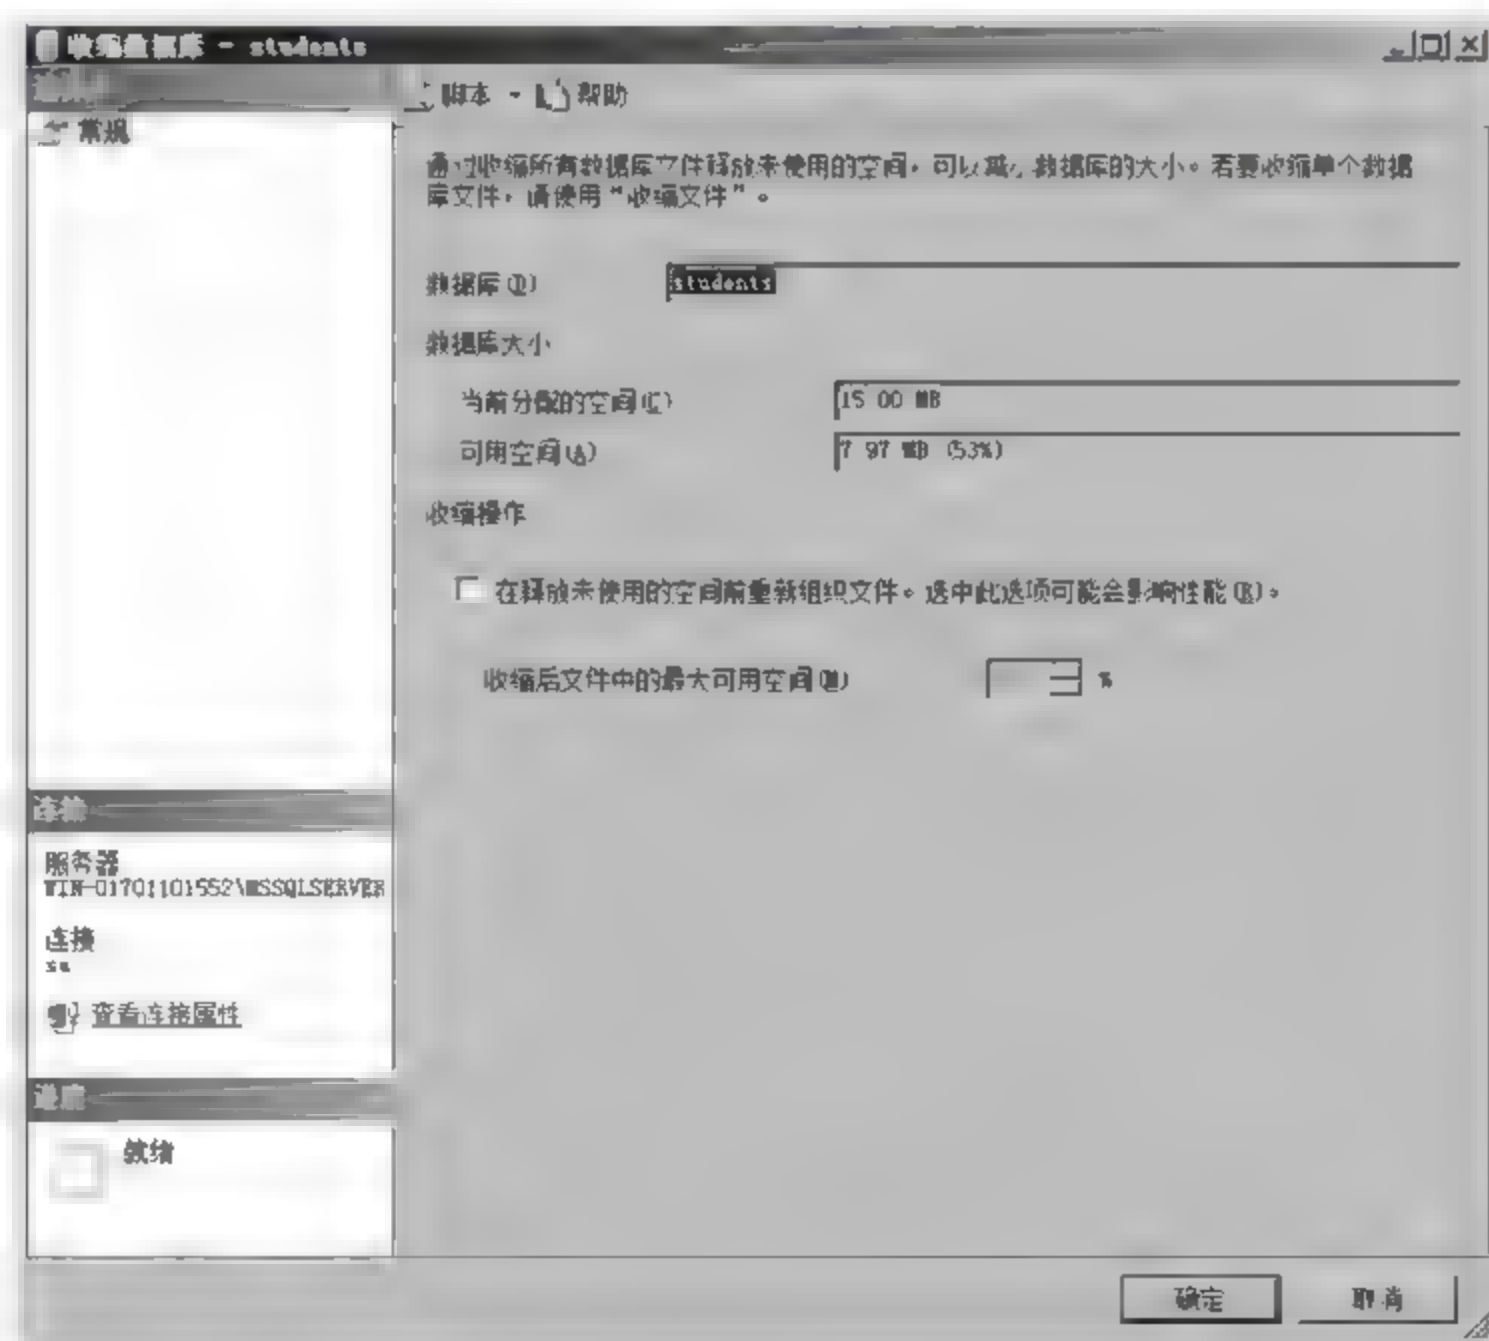 收缩数据库 - students
脚本 帮助
常规
通过收缩所有数据库文件释放未使用的空间，可以减小数据库的大小。若要收缩单个数据
库文件，请使用“收缩文件”。
数据库(D) students
数据库大小
当前分配的空间(C) 15.00 MB
可用空间(A) 7.97 MB (53%)
收缩操作
在释放未使用的空间前重新组织文件。选中此选项可能会影响性能(R)。
收缩后文件中的最大可用空间(M) %
连接
服务器
WIN-01701101552\MSSQLSERVER
连接
sa
查看连接属性
进度
就绪
确定 取消